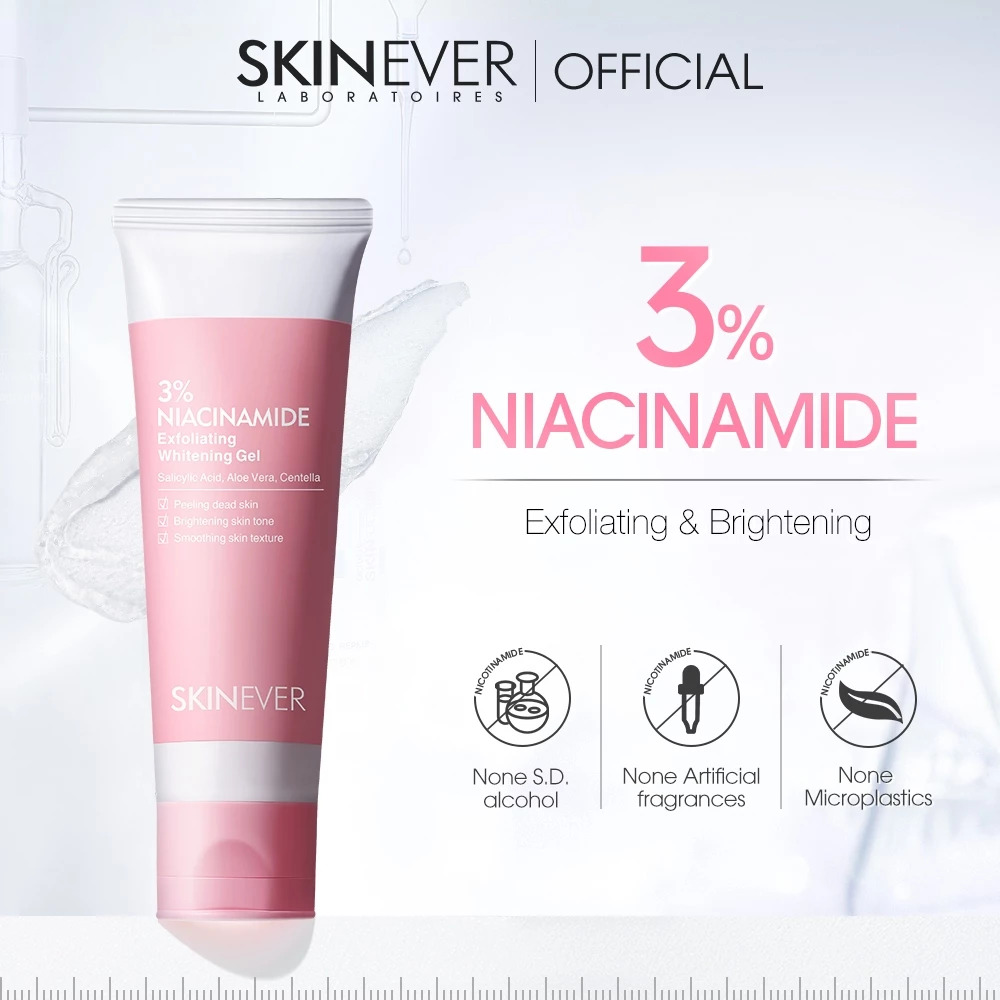 SKINEVER | OFFICIAL
LABORATOIRES
3%
NIACINAMIDE
Exfoliating
Whitening Gel
Salicylic Acid, Aloe Vera, Centella
Peeling dead skin
Brightening skin tone
Smoothing skin texture
SKINEVER
3%
NIACINAMIDE
Exfoliating & Brightening
NICOTINAMIDE
None S.D.
alcohol
NICOTINAMIDE
None Artificial
fragrances
NICOTINAMIDE
None
Microplastics